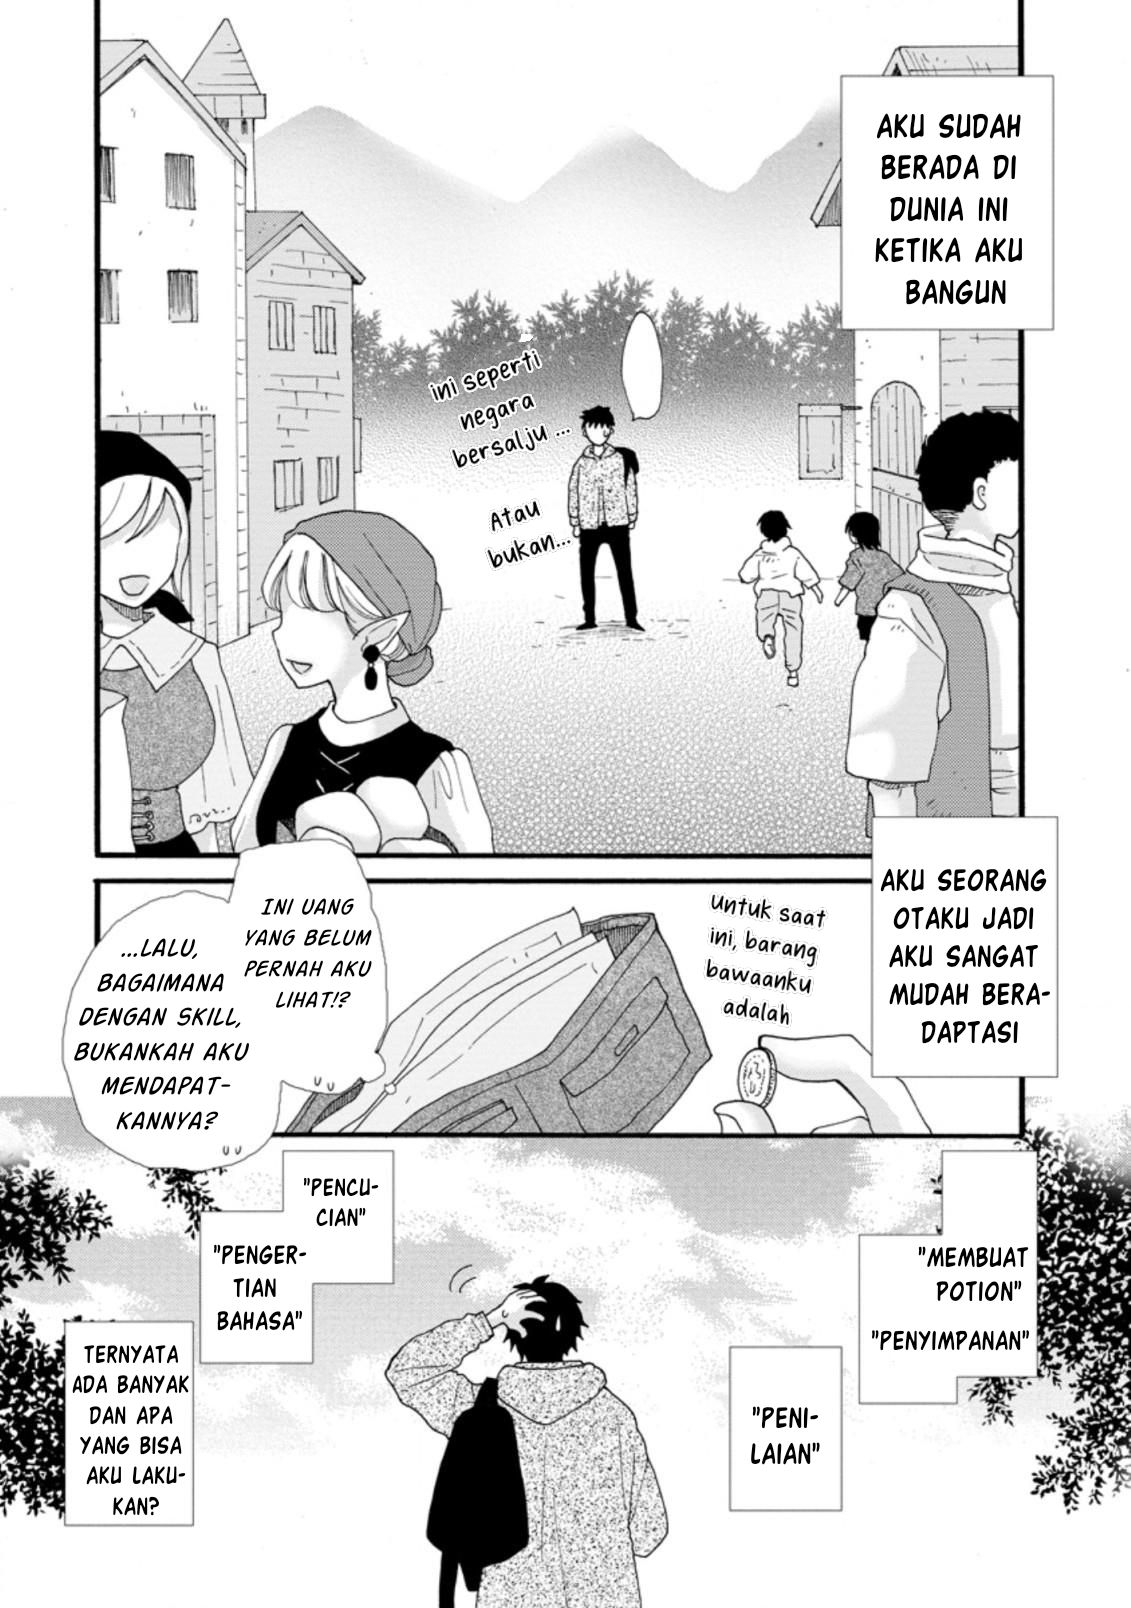 AKU SUDAH
BERADA DI
DUNIA INI
KETIKA AKU
BANGUN
ini seperti
negara
bersalju ...
Atau
bukan...
AKU SEORANG
OTAKU JADI
AKU SANGAT
MUDAH BERA-
DAPTASI
untuk saat
ini, barang
bawaanku
adalah
INI UANG
YANG BELUM
PERNAH AKU
LIHAT!?
...LALU,
BAGAIMANA
DENGAN SKILL,
BUKANKAH AKU
MENDAPAT-
KANNYA?
"MEMBUAT
POTION"
"PENYIMPANAN"
"PENI-
LAIAN"
"PENCU-
CIAN"
"PENGER-
TIAN
BAHASA"
TERNYATA
ADA BANYAK
DAN APA
YANG BISA
AKU LAKU-
KAN?